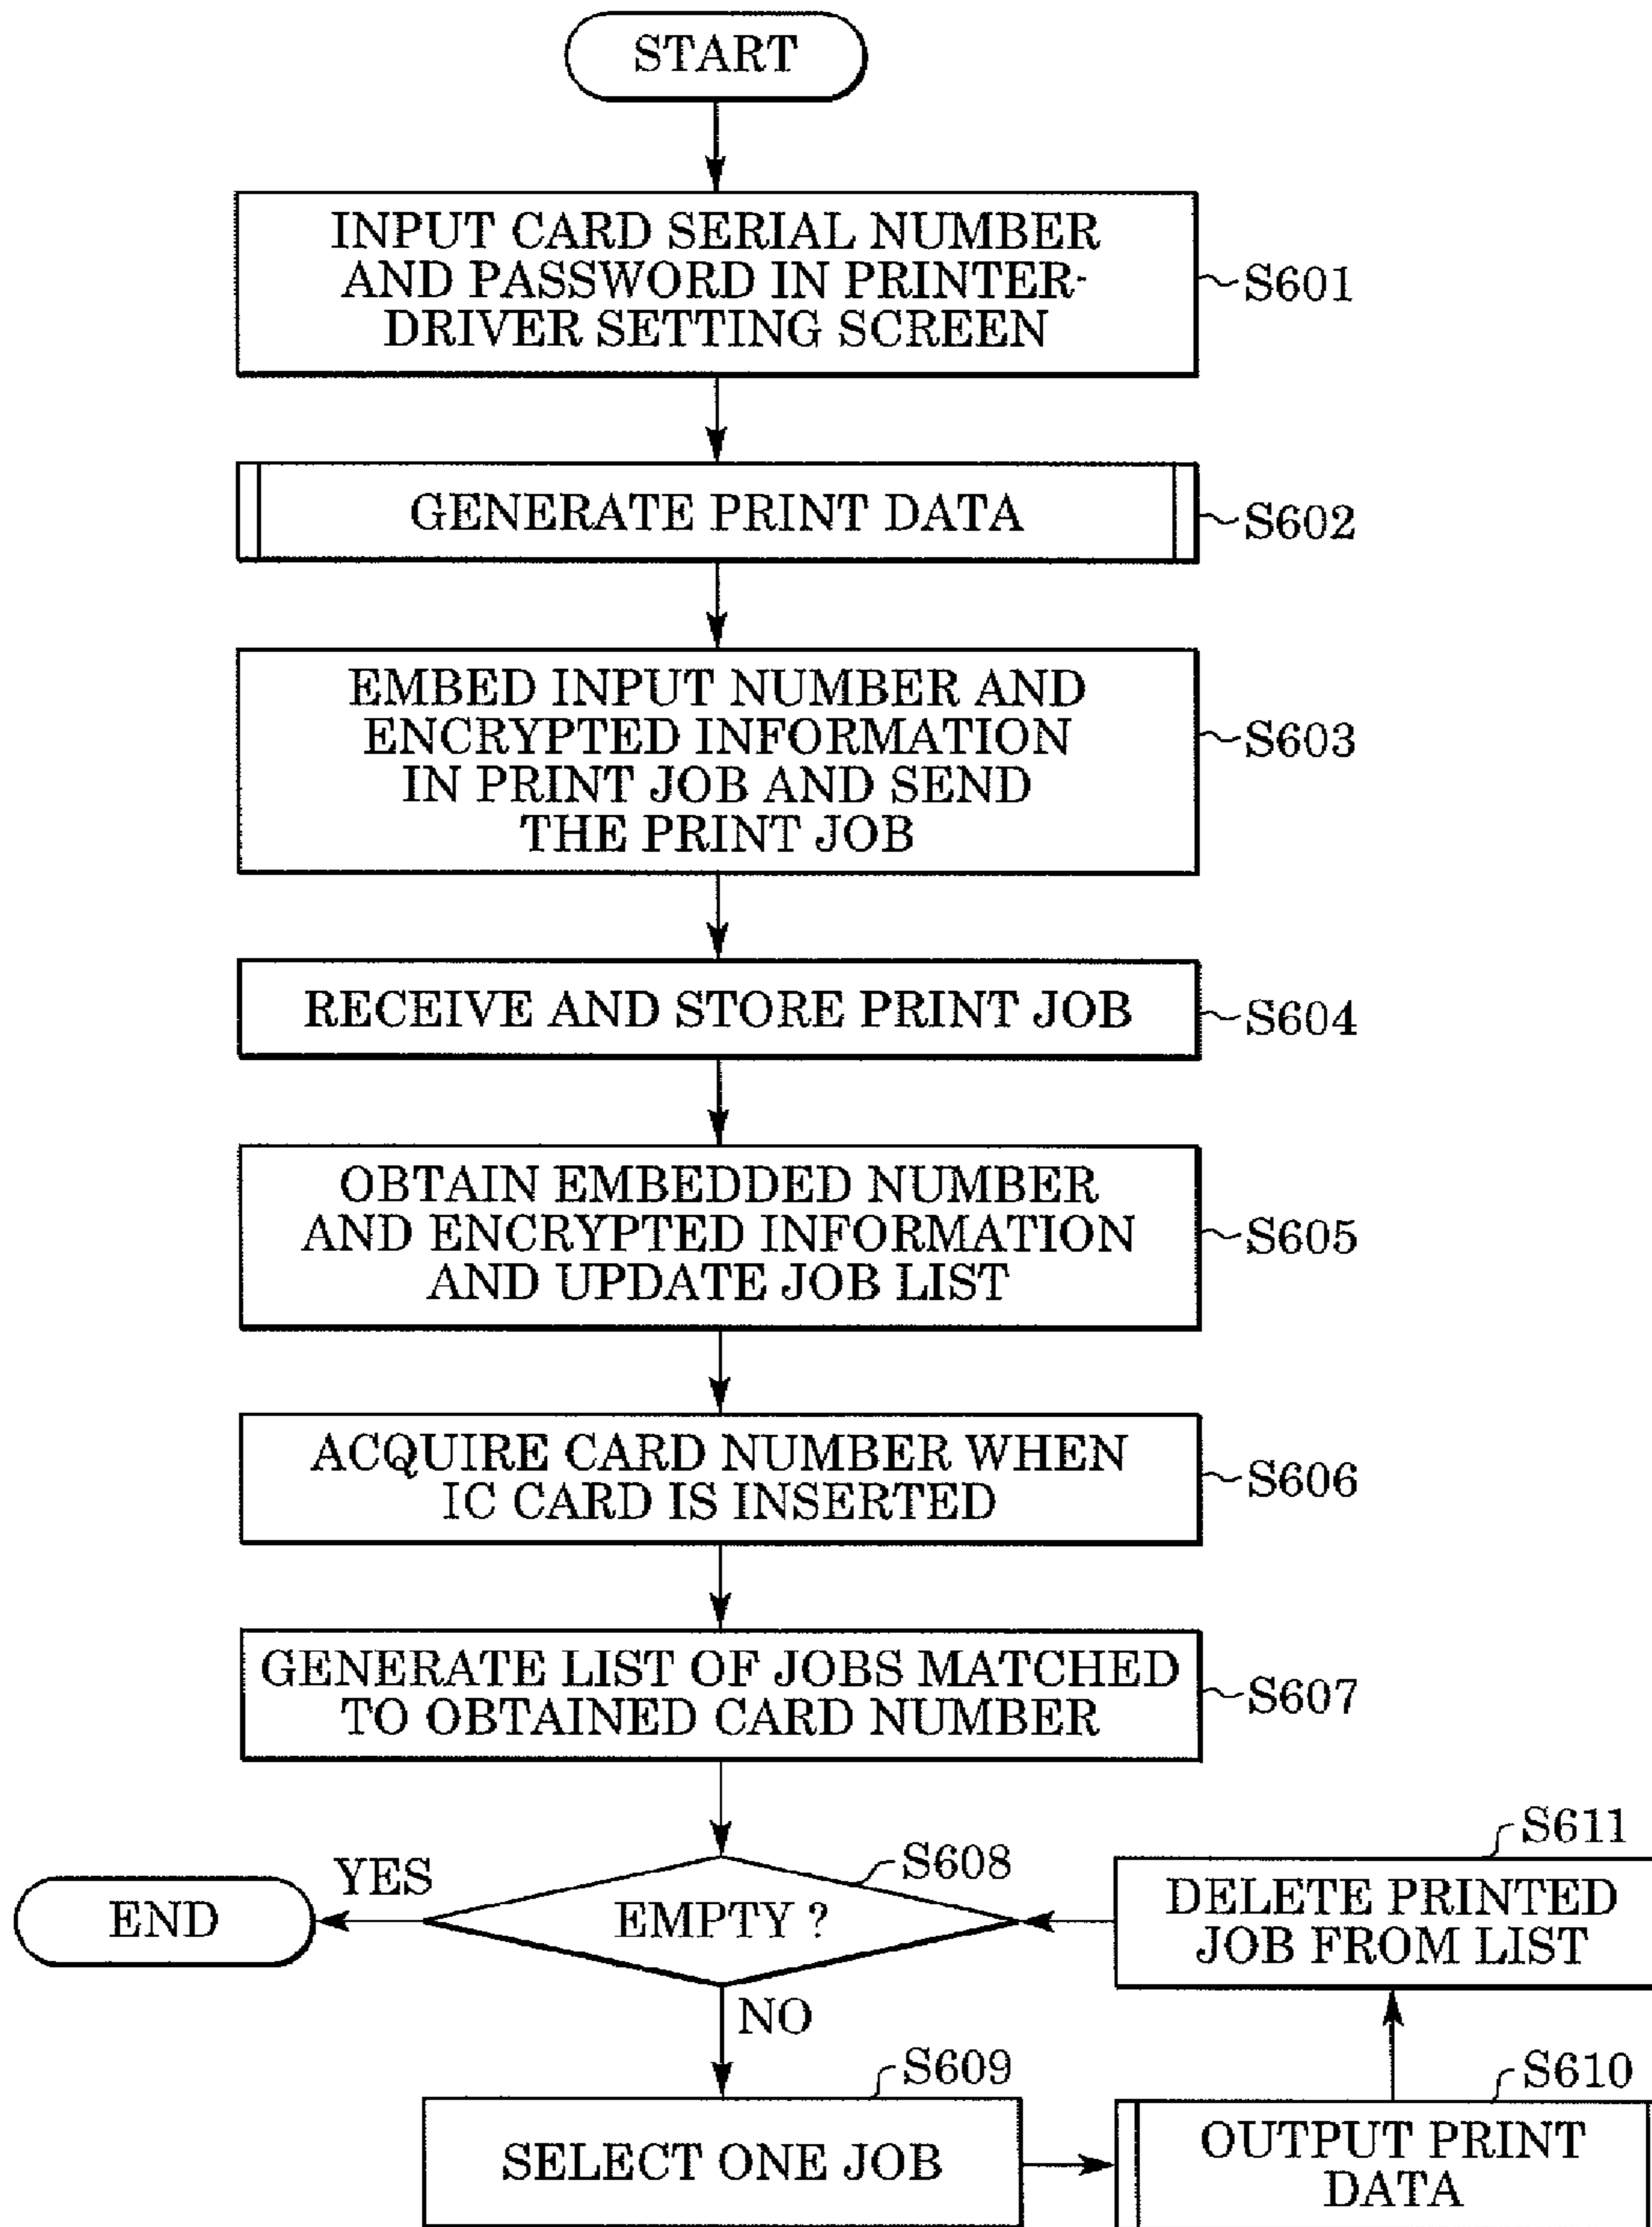 START
INPUT CARD SERIAL NUMBER
AND PASSWORD IN PRINTER-
DRIVER SETTING SCREEN
S601
GENERATE PRINT DATA
S602
EMBED INPUT NUMBER AND
ENCRYPTED INFORMATION
IN PRINT JOB AND SEND
THE PRINT JOB
S603
RECEIVE AND STORE PRINT JOB
S604
OBTAIN EMBEDDED NUMBER
AND ENCRYPTED INFORMATION
AND UPDATE JOB LIST
S605
ACQUIRE CARD NUMBER WHEN
IC CARD IS INSERTED
S606
GENERATE LIST OF JOBS MATCHED
TO OBTAINED CARD NUMBER
S607
S608
EMPTY ?
YES
END
NO
S609
SELECT ONE JOB
S610
OUTPUT PRINT
DATA
S611
DELETE PRINTED
JOB FROM LIST